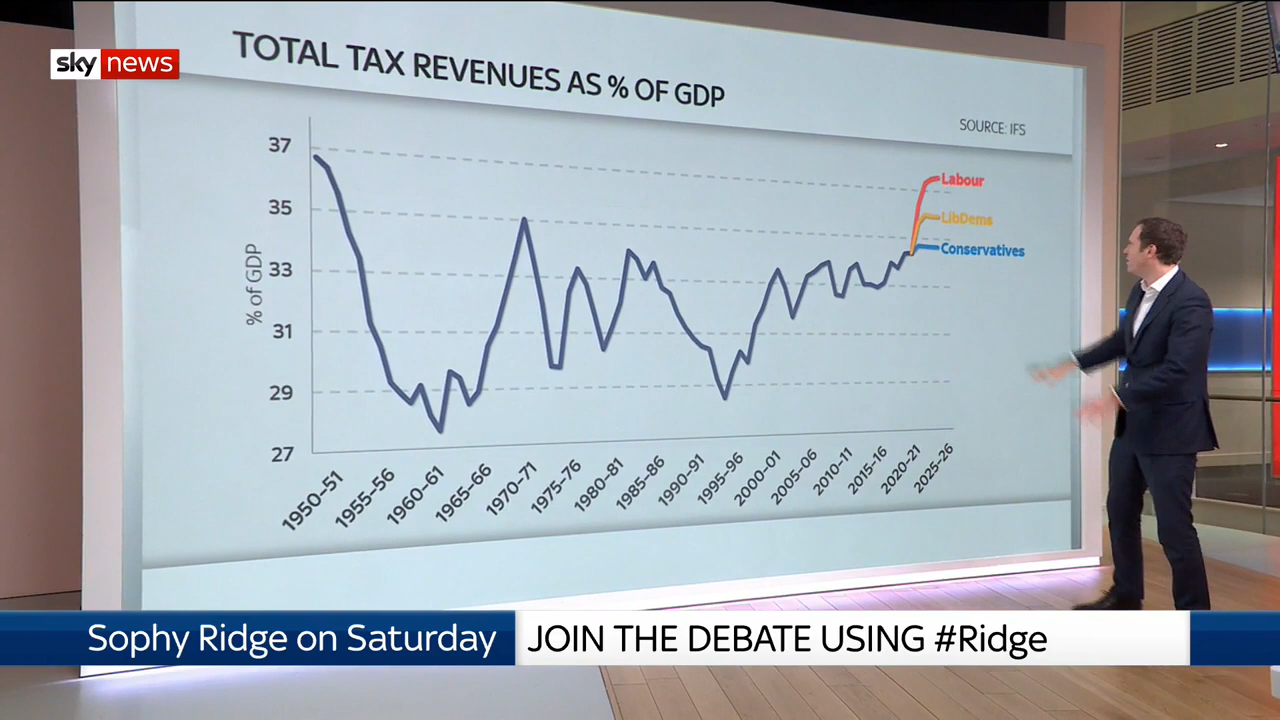 sky news
TOTAL TAX REVENUES AS % OF GDP
SOURCE: IFS
37
35
33
31
29
27
% of GDP
Labour
LibDems
Conservatives
1950–51
1955–56
1960–61
1965–66
1970–71
1975–76
1980–81
1985–86
1990–91
1995–96
2000–01
2005–06
2010–11
2015-16
2020–21
2025–26
Sophy Ridge on Saturday
JOIN THE DEBATE USING #Ridge